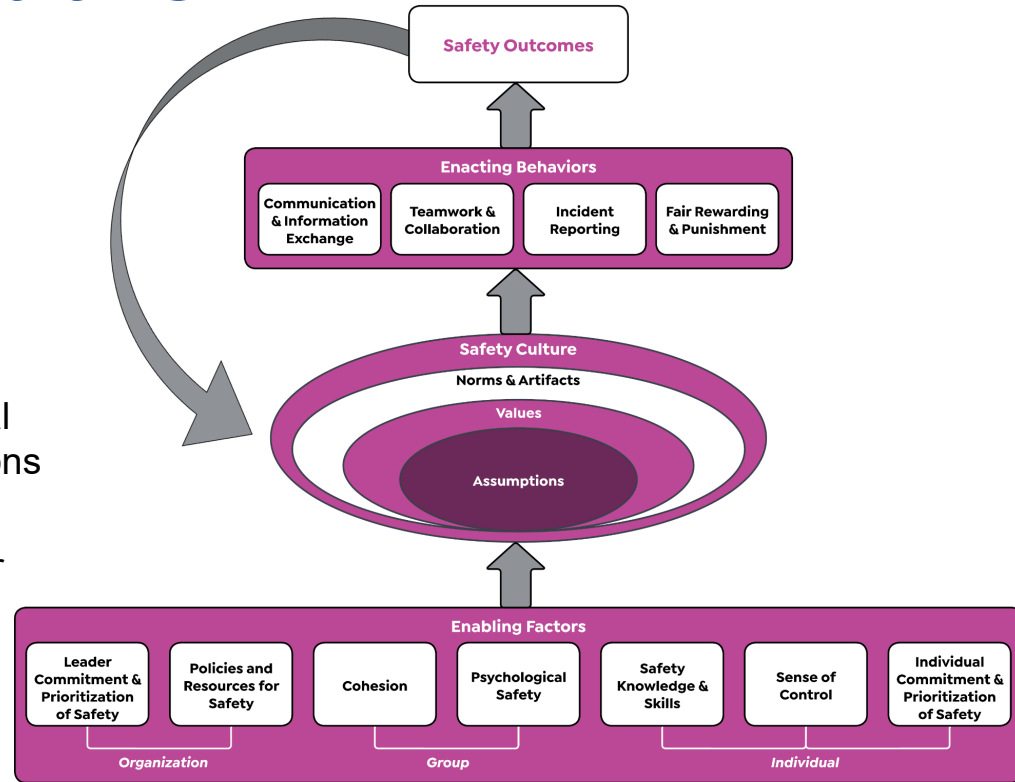 Safety Outcomes
Enacting Behaviors
Communication
& Information
Exchange
Teamwork &
Collaboration
Incident
Reporting
Fair Rewarding
& Punishment
Safety Culture
Norms & Artifacts
Values
Assumptions
Enabling Factors
Leader
Commitment &
Prioritization
of Safety
Policies and
Resources for
Safety
Cohesion
Psychological
Safety
Safety
Knowledge &
Skills
Sense of
Control
Individual
Commitment &
Prioritization
of Safety
Organization
Group
Individual